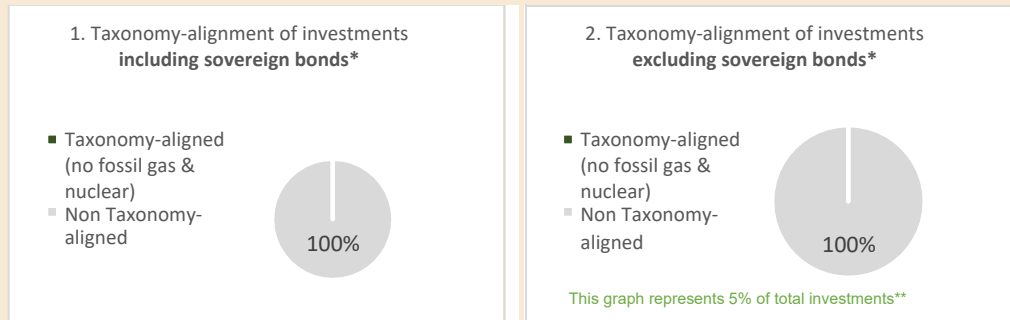 1. Taxonomy-alignment of investments
including sovereign bonds*
Taxonomy-aligned
(no fossil gas &
nuclear)
Non Taxonomy-
aligned
100%
2. Taxonomy-alignment of investments
excluding sovereign bonds*
Taxonomy-aligned
(no fossil gas &
nuclear)
Non Taxonomy-
aligned
100%
This graph represents 5% of total investments**